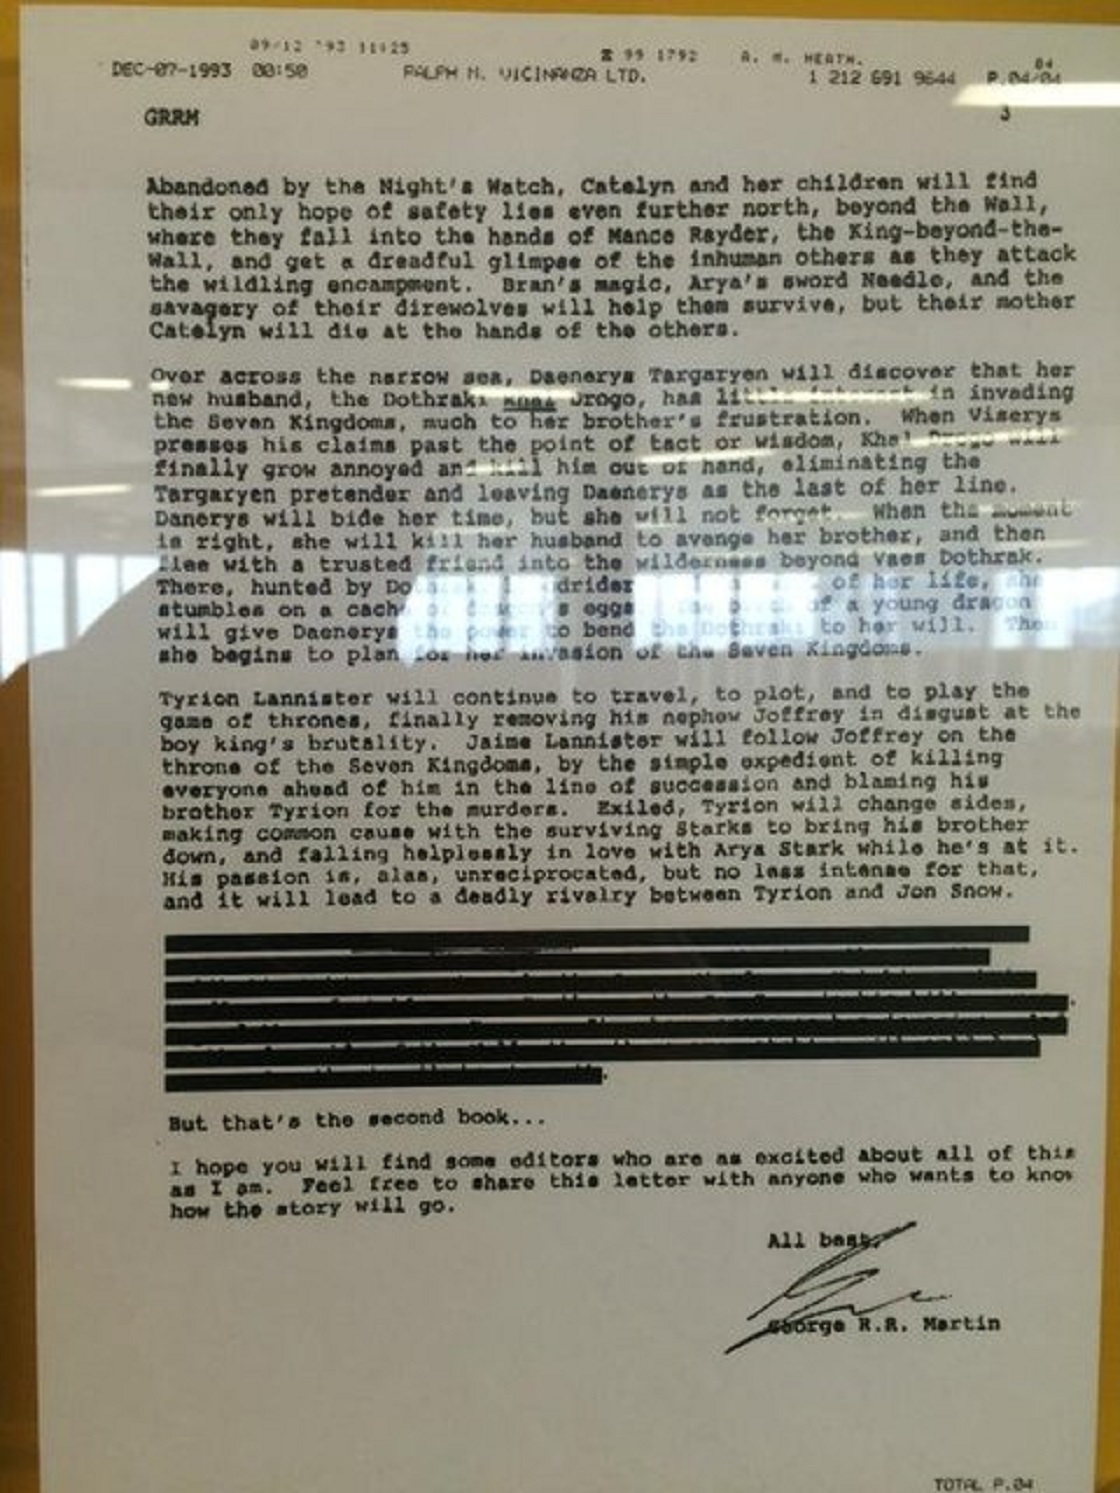 09/12 '93 11:25 ☎ 99 1792 A. M. HEATH. 04
DEC-07-1993 00:50 RALPH M. VICINANZA LTD. 1 212 691 9644 P.04/04
GRRM 3
Abandoned by the Night's Watch, Catelyn and her children will find
their only hope of safety lies even further north, beyond the Wall,
where they fall into the hands of Mance Rayder, the King-beyond-the-
Wall, and get a dreadful glimpse of the inhuman others as they attack
the wildling encampment. Bran's magic, Arya's sword Needle, and the
savagery of their direwolves will help them survive, but their mother
Catelyn will die at the hands of the others.
Over across the narrow sea, Daenerys Targaryen will discover that her
new husband, the Dothraki Khal Drogo, has little interest in invading
the Seven Kingdoms, much to her brother's frustration. When Viserys
presses his claims past the point of tact or wisdom, Khal Drogo will
finally grow annoyed and kill him out of hand, eliminating the
Targaryen pretender and leaving Daenerys as the last of her line.
Danerys will bide her time, but she will not forget. When the moment
is right, she will kill her husband to avenge her brother, and then
flee with a trusted friend into the wilderness beyond Vaes Dothrak.
There, hunted by of her life, she
stumbles on a cache of dragon's eggs of a young dragon
will give Daenerys the power to bend the Dothraki to her will. Then
she begins to plan for her invasion of the Seven Kingdoms.
Tyrion Lannister will continue to travel, to plot, and to play the
game of thrones, finally removing his nephew Joffrey in disgust at the
boy king's brutality. Jaime Lannister will follow Joffrey on the
throne of the Seven Kingdoms, by the simple expedient of killing
everyone ahead of him in the line of succession and blaming his
brother Tyrion for the murders. Exiled, Tyrion will change sides,
making common cause with the surviving Starks to bring his brother
down, and falling helplessly in love with Arya Stark while he's at it.
His passion is, alas, unreciprocated, but no less intense for that,
and it will lead to a deadly rivalry between Tyrion and Jon Snow.
But that's the second book...
I hope you will find some editors who are as excited about all of this
as I am. Feel free to share this letter with anyone who wants to know
how the story will go.
All best,
George R.R. Martin
TOTAL P.04